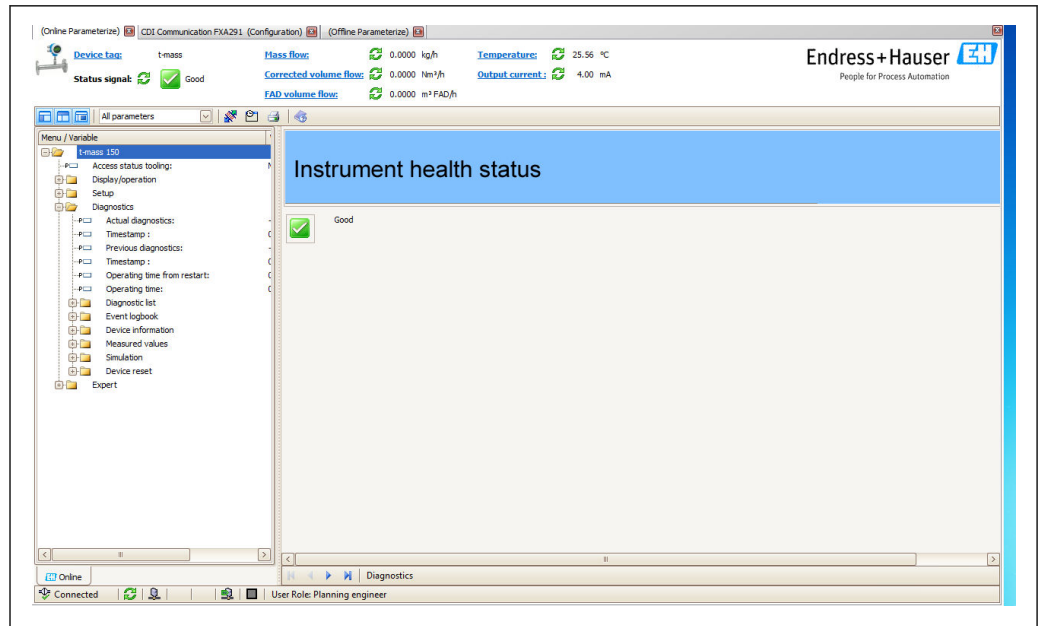 (Online Parameterize) CDI Communication FXA291 (Configuration) (Offline Parameterize)
Device tag: t-mass Mass flow: 0.0000 kg/h Temperature: 25.56 °C
Status signal: Good Corrected volume flow: 0.0000 Nm³/h Output current : 4.00 mA
FAD volume flow: 0.0000 m³ FAD/h
Endress+Hauser EH
People for Process Automation
All parameters
Menu / Variable
t-mass 150
Access status tooling:
Display/operation
Setup
Diagnostics
Actual diagnostics: -
Timestamp :
Previous diagnostics: -
Timestamp :
Operating time from restart:
Operating time:
Diagnostic list
Event logbook
Device information
Measured values
Simulation
Device reset
Expert
Instrument health status
Good
Online
Diagnostics
Connected
User Role: Planning engineer